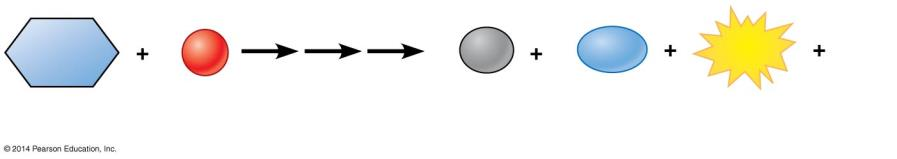 + + + +
© 2014 Pearson Education, Inc.